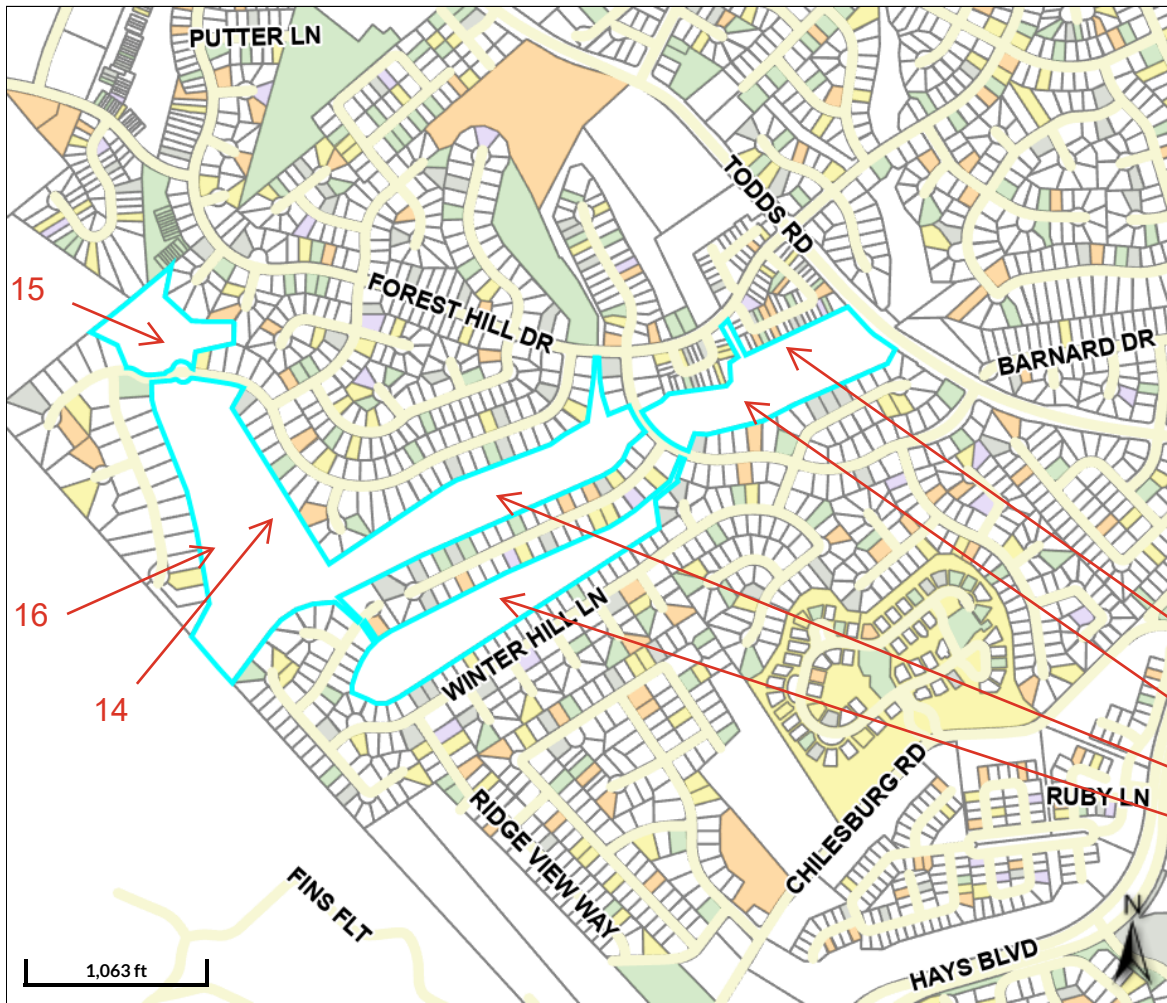 PUTTER LN
TODDS RD
15
FOREST HILL DR
BARNARD DR
16
WINTER HILL LN
14
CHILESBURG RD
RUBY LN
RIDGE VIEW WAY
FINS FLT
N
1,063 ft
HAYS BLVD